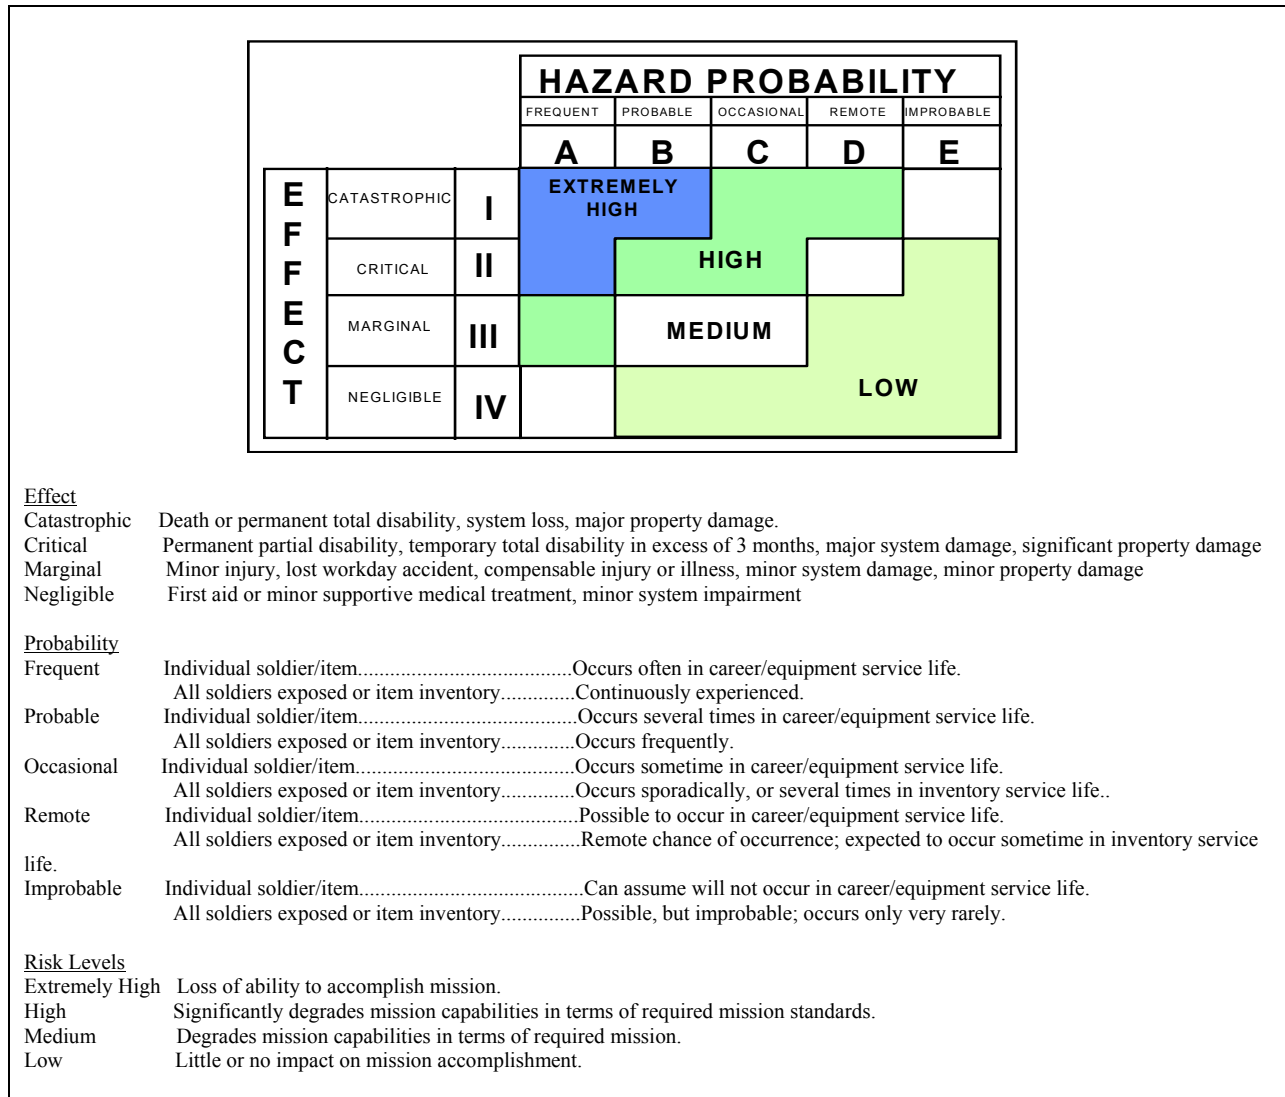 HAZARD PROBABILITY
FREQUENT PROBABLE OCCASIONAL REMOTE IMPROBABLE
A B C D E
EFFECT
CATASTROPHIC I EXTREMELY HIGH
CRITICAL II HIGH
MARGINAL III MEDIUM
NEGLIGIBLE IV LOW
Effect
Catastrophic Death or permanent total disability, system loss, major property damage.
Critical Permanent partial disability, temporary total disability in excess of 3 months, major system damage, significant property damage
Marginal Minor injury, lost workday accident, compensable injury or illness, minor system damage, minor property damage
Negligible First aid or minor supportive medical treatment, minor system impairment
Probability
Frequent Individual soldier/item...........................................Occurs often in career/equipment service life.
All soldiers exposed or item inventory...............Continuously experienced.
Probable Individual soldier/item............................................Occurs several times in career/equipment service life.
All soldiers exposed or item inventory...............Occurs frequently.
Occasional Individual soldier/item............................................Occurs sometime in career/equipment service life.
All soldiers exposed or item inventory...............Occurs sporadically, or several times in inventory service life..
Remote Individual soldier/item............................................Possible to occur in career/equipment service life.
All soldiers exposed or item inventory................Remote chance of occurrence; expected to occur sometime in inventory service
life.
Improbable Individual soldier/item.............................................Can assume will not occur in career/equipment service life.
All soldiers exposed or item inventory................Possible, but improbable; occurs only very rarely.
Risk Levels
Extremely High Loss of ability to accomplish mission.
High Significantly degrades mission capabilities in terms of required mission standards.
Medium Degrades mission capabilities in terms of required mission.
Low Little or no impact on mission accomplishment.